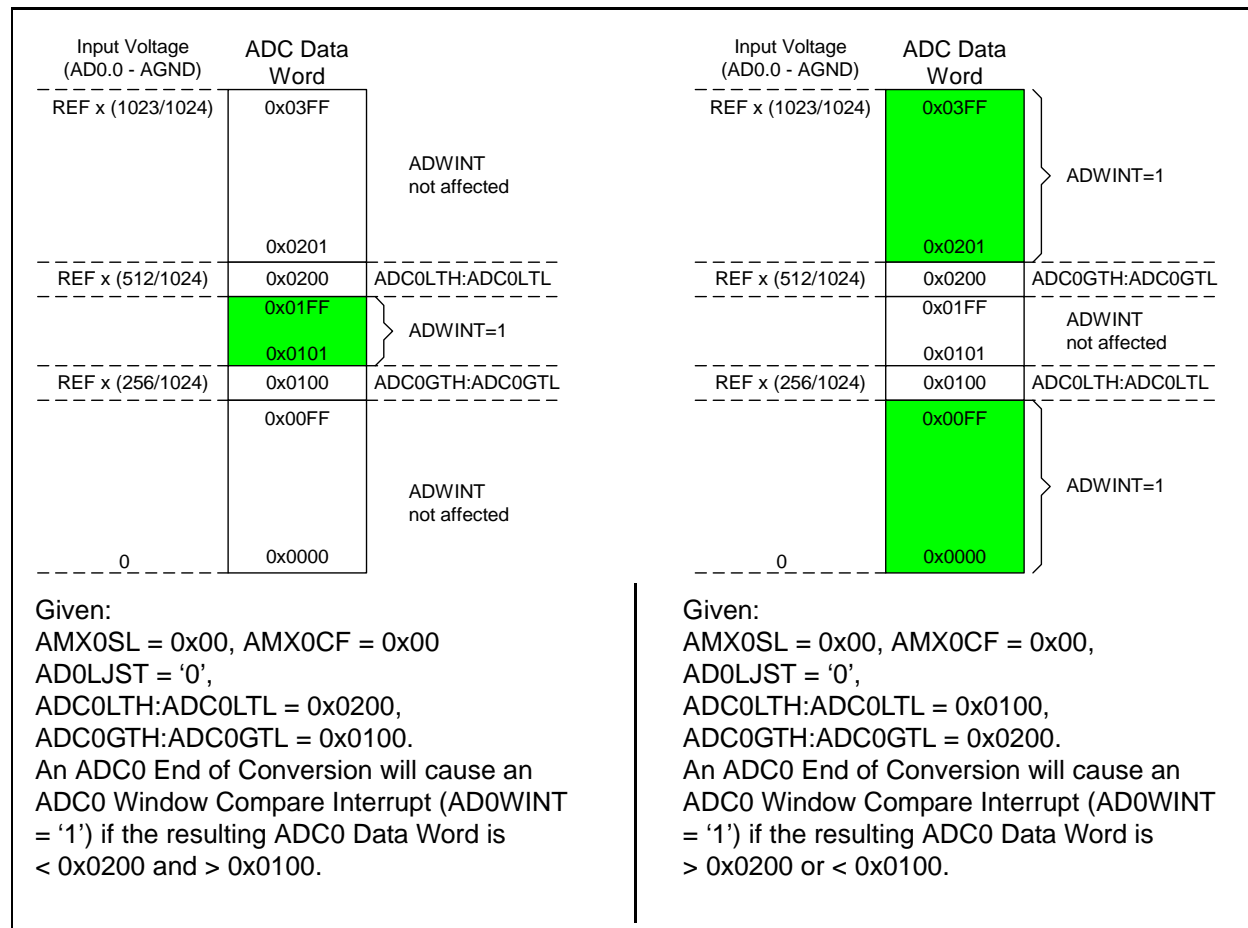 Input Voltage
(AD0.0 - AGND)
ADC Data
Word
REF x (1023/1024)
0x03FF
ADWINT
not affected
0x0201
REF x (512/1024)
0x0200
ADC0LTH:ADC0LTL
0x01FF
ADWINT=1
0x0101
REF x (256/1024)
0x0100
ADC0GTH:ADC0GTL
0x00FF
ADWINT
not affected
0
0x0000
Given:
AMX0SL = 0x00, AMX0CF = 0x00
AD0LJST = ‘0’,
ADC0LTH:ADC0LTL = 0x0200,
ADC0GTH:ADC0GTL = 0x0100.
An ADC0 End of Conversion will cause an
ADC0 Window Compare Interrupt (AD0WINT
= ‘1’) if the resulting ADC0 Data Word is
< 0x0200 and > 0x0100.
Input Voltage
(AD0.0 - AGND)
ADC Data
Word
REF x (1023/1024)
0x03FF
ADWINT=1
0x0201
REF x (512/1024)
0x0200
ADC0GTH:ADC0GTL
0x01FF
ADWINT
not affected
0x0101
REF x (256/1024)
0x0100
ADC0LTH:ADC0LTL
0x00FF
ADWINT=1
0
0x0000
Given:
AMX0SL = 0x00, AMX0CF = 0x00,
AD0LJST = ‘0’,
ADC0LTH:ADC0LTL = 0x0100,
ADC0GTH:ADC0GTL = 0x0200.
An ADC0 End of Conversion will cause an
ADC0 Window Compare Interrupt (AD0WINT
= ‘1’) if the resulting ADC0 Data Word is
> 0x0200 or < 0x0100.